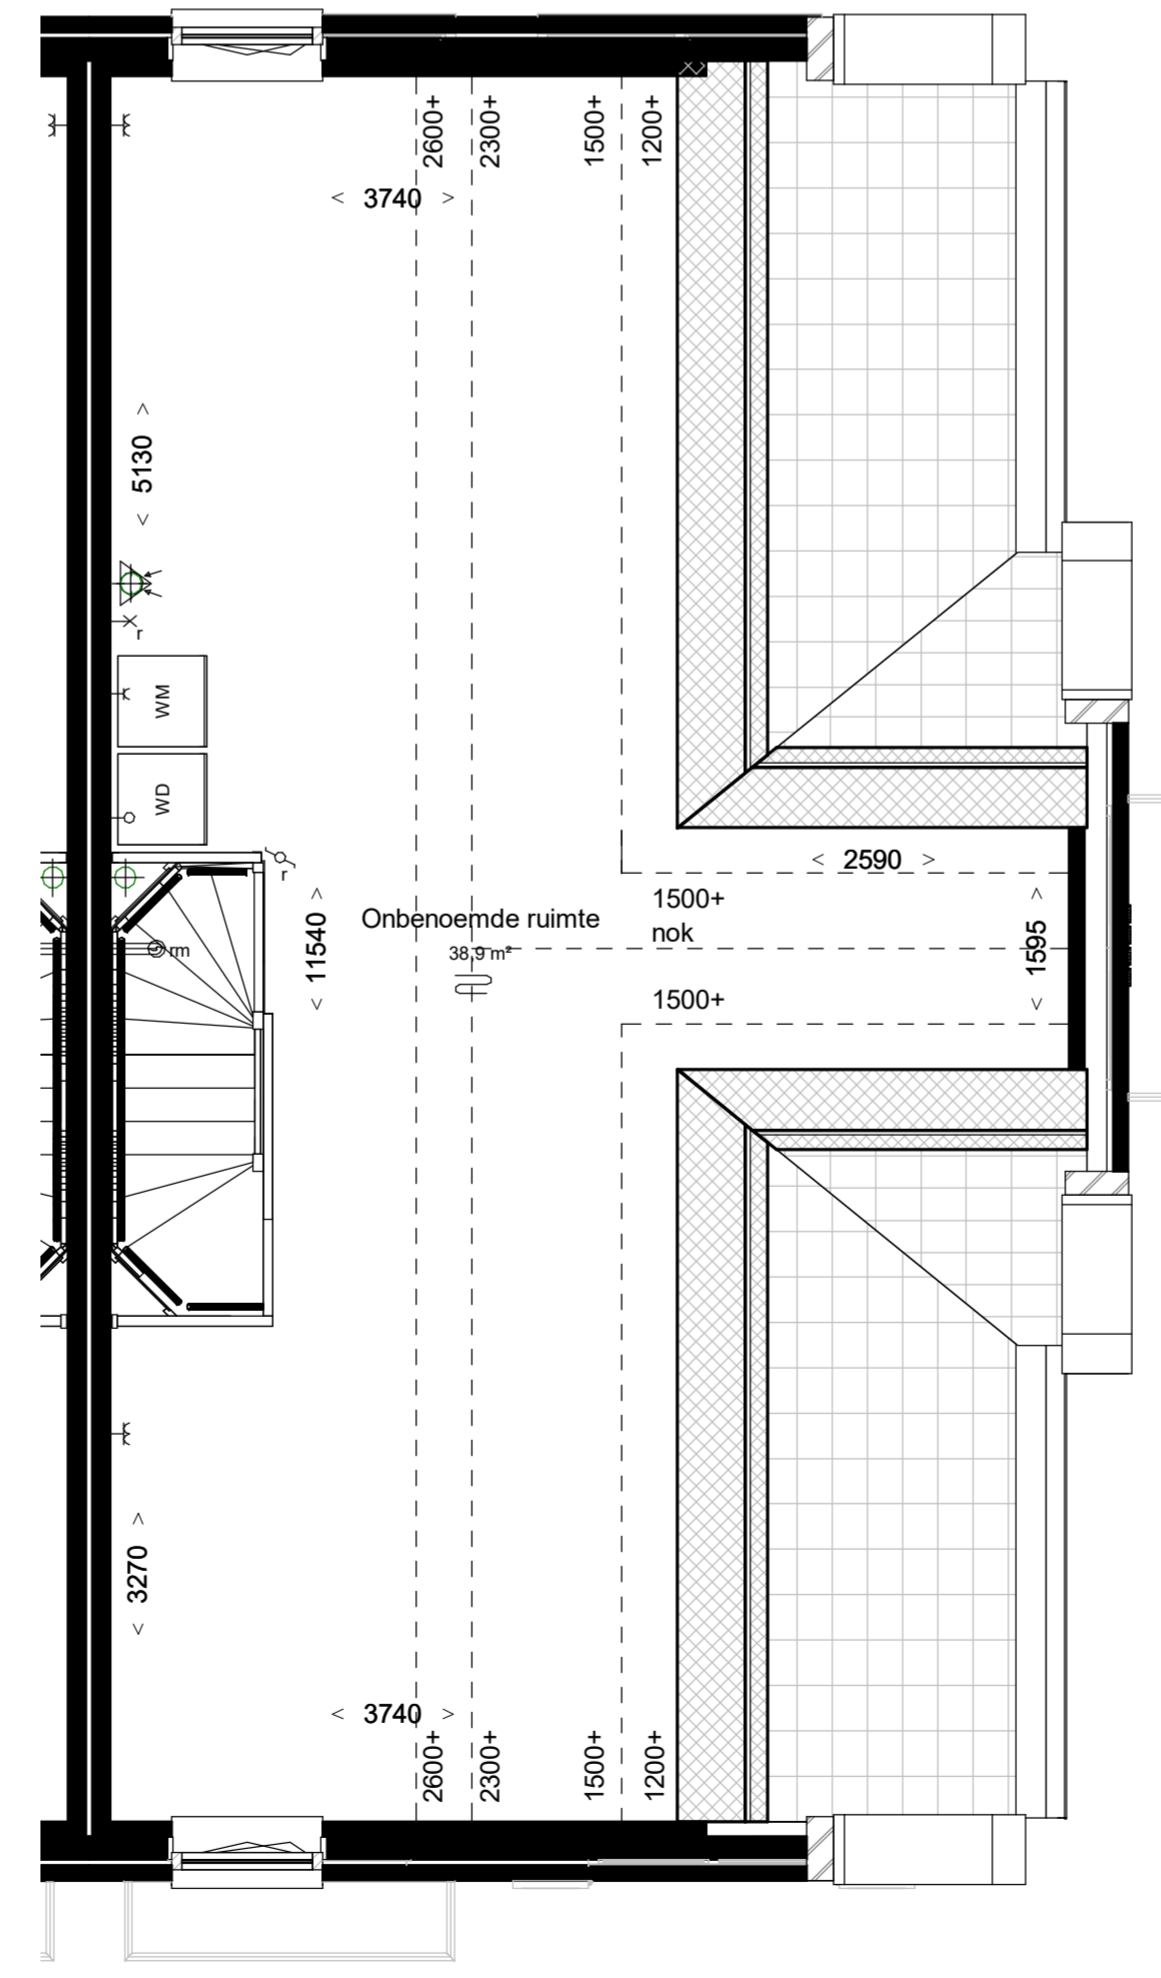 2600+
2300+
1500+
1200+
< 3740 >
< 5130 >
r
WM
WD
r
< 2590 >
1500+
nok
Onbenoemde ruimte
38,9 m²
rm
< 11540 >
< 1595 >
1500+
< 3270 >
< 3740 >
2600+
2300+
1500+
1200+